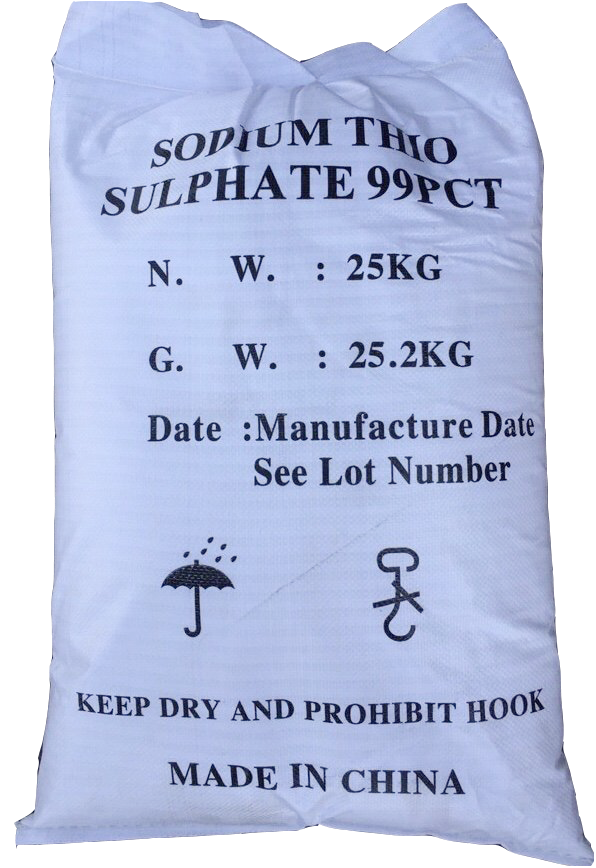 SODIUM THIO
SULPHATE 99PCT
N. W. : 25KG
G. W. : 25.2KG
Date :Manufacture Date
See Lot Number
KEEP DRY AND PROHIBIT HOOK
MADE IN CHINA